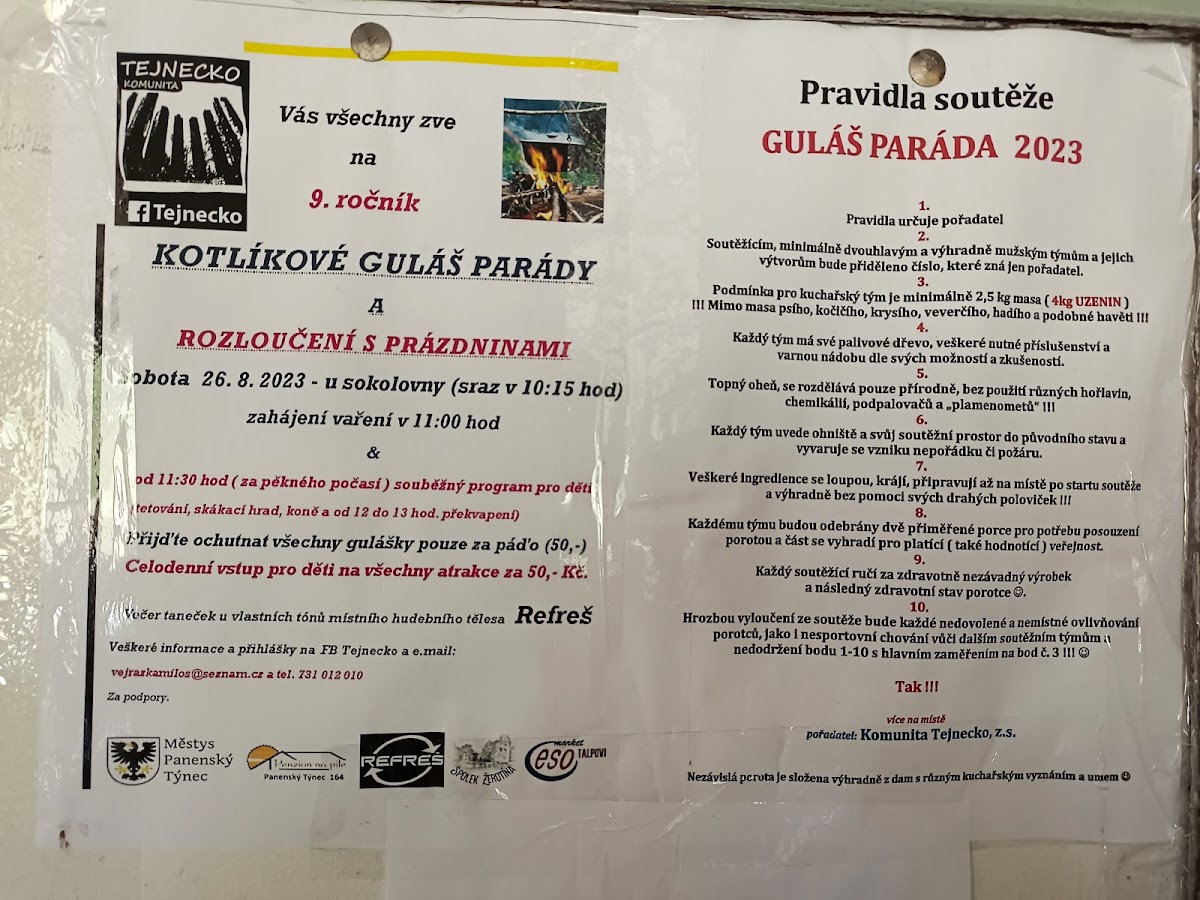 TEJNECKO
KOMUNITA
Tejnecko
Vás všechny zve
na
9. ročník
KOTLÍKOVÉ GULÁŠ PARÁDY
A
ROZLOUČENÍ S PRÁZDNINAMI
sobota 26. 8. 2023 - u sokolovny (sraz v 10:15 hod)
zahájení vaření v 11:00 hod
&
od 11:30 hod ( za pěkného počasí ) souběžný program pro děti
(tetování, skákací hrad, koně a od 12 do 13 hod. překvapení)
Přijďte ochutnat všechny gulášky pouze za páďo (50,-)
Celodenní vstup pro děti na všechny atrakce za 50,- Kč.
Večer taneček u vlastních tónů místního hudebního tělesa Refreš
Veškeré informace a přihlášky na FB Tejnecko a e.mail:
vejrazkamilos@seznam.cz a tel. 731 012 010
Za podpory.
Městys
Panenský
Týnec
Penzion na pile
Panenský Týnec 164
REFREŠ
SPOLEK ŽEROTINA
market
eso TALPOVI
Pravidla soutěže
GULÁŠ PARÁDA 2023
1.
Pravidla určuje pořadatel
2.
Soutěžícím, minimálně dvouhlavým a výhradně mužským týmům a jejich
výtvorům bude přiděleno číslo, které zná jen pořadatel.
3.
Podmínka pro kuchařský tým je minimálně 2,5 kg masa ( 4kg UZENIN )
!!! Mimo masa psího, kočičího, krysího, veverčího, hadího a podobné havěti !!!
4.
Každý tým má své palivové dřevo, veškeré nutné příslušenství a
varnou nádobu dle svých možností a zkušeností.
5.
Topný oheň, se rozdělává pouze přírodně, bez použití různých hořlavin,
chemikálií, podpalovačů a „plamenometů“ !!!
6.
Každý tým uvede ohniště a svůj soutěžní prostor do původního stavu a
vyvaruje se vzniku nepořádku či požáru.
7.
Veškeré ingredience se loupou, krájí, připravují až na místě po startu soutěže
a výhradně bez pomoci svých drahých poloviček !!!
8.
Každému týmu budou odebrány dvě přiměřené porce pro potřebu posouzení
porotou a část se vyhradí pro platící ( také hodnotící ) veřejnost.
9.
Každý soutěžící ručí za zdravotně nezávadný výrobek
a následný zdravotní stav porotce ☺.
10.
Hrozbou vyloučení ze soutěže bude každé nedovolené a nemístné ovlivňování
porotců, jako i nesportovní chování vůči dalším soutěžním týmům a
nedodržení bodu 1-10 s hlavním zaměřením na bod č. 3 !!! ☺
Tak !!!
více na místě
pořadatel: Komunita Tejnecko, z.s.
Nezávislá porota je složena výhradně z dam s různým kuchařským vyznáním a umem ☺